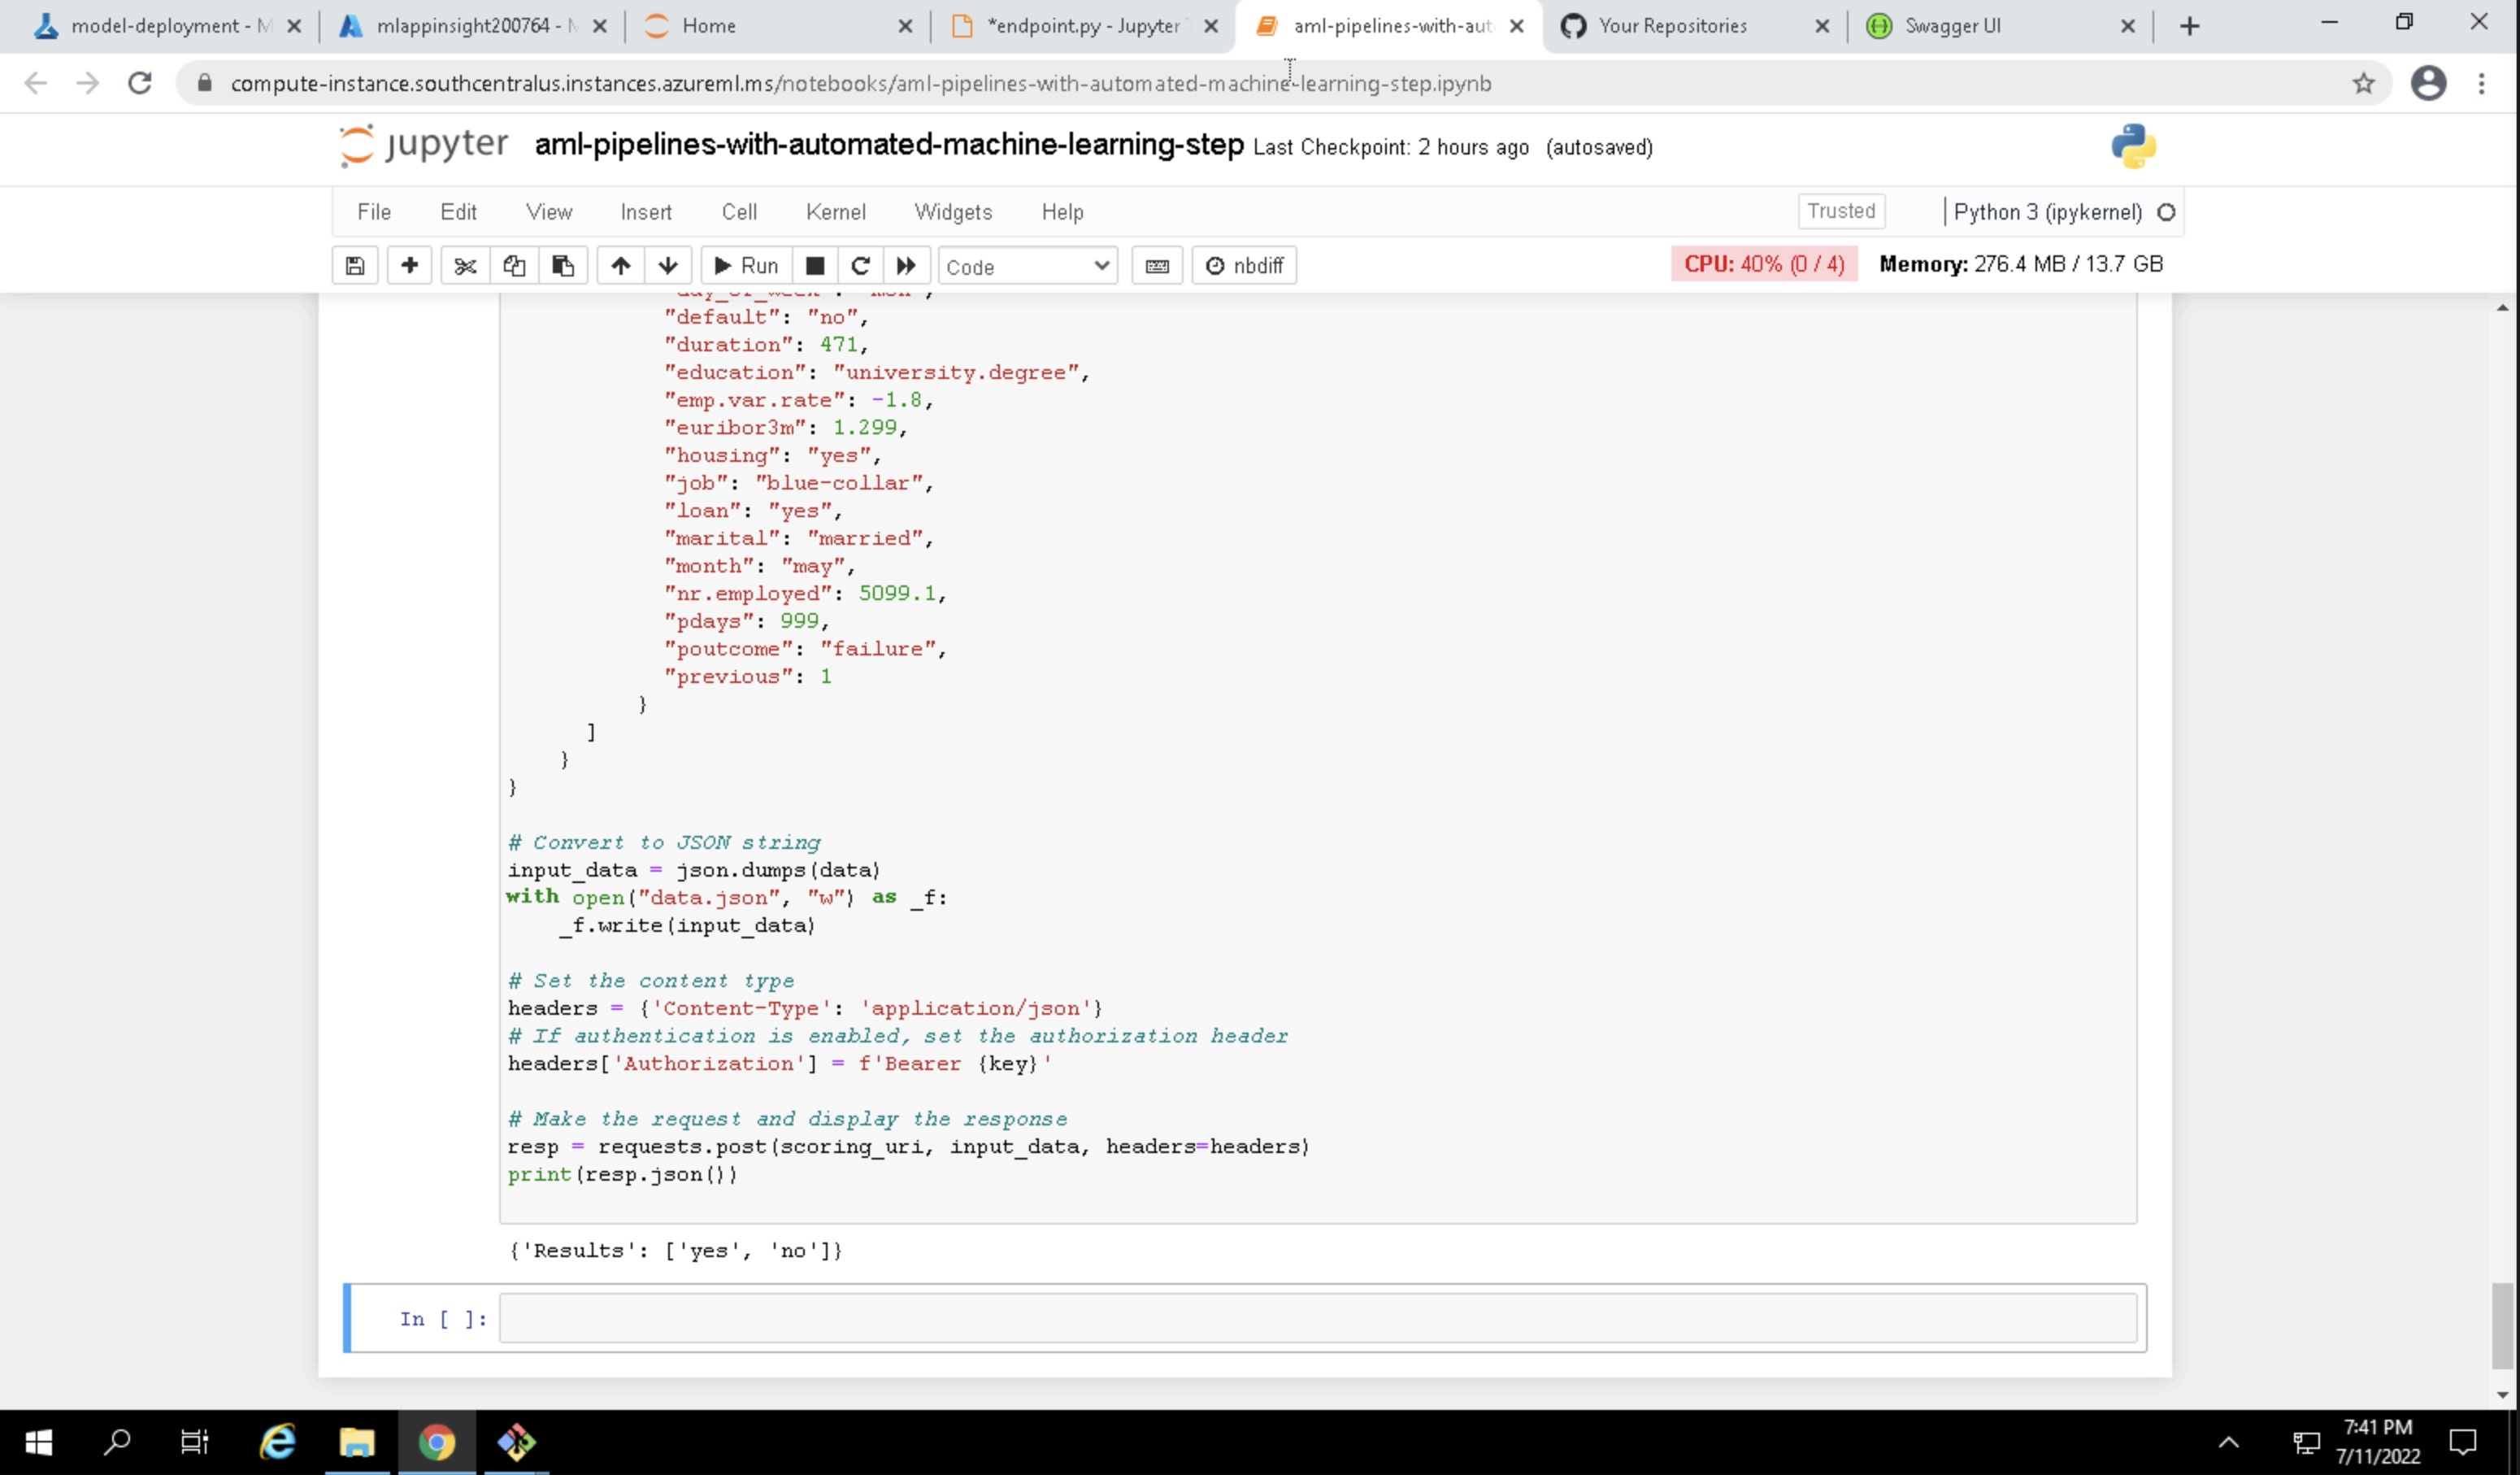 model-deployment - M
mlappinsight200764 - M
Home
*endpoint.py - Jupyter T
aml-pipelines-with-aut
Your Repositories
Swagger UI
compute-instance.southcentralus.instances.azureml.ms/notebooks/aml-pipelines-with-automated-machine-learning-step.ipynb
jupyter aml-pipelines-with-automated-machine-learning-step Last Checkpoint: 2 hours ago (autosaved)
File Edit View Insert Cell Kernel Widgets Help Trusted Python 3 (ipykernel)
Run Code nbdiff CPU: 40% (0 / 4) Memory: 276.4 MB / 13.7 GB
"day_of_week": "mon",
"default": "no",
"duration": 471,
"education": "university.degree",
"emp.var.rate": -1.8,
"euribor3m": 1.299,
"housing": "yes",
"job": "blue-collar",
"loan": "yes",
"marital": "married",
"month": "may",
"nr.employed": 5099.1,
"pdays": 999,
"poutcome": "failure",
"previous": 1
}
]
}
}
# Convert to JSON string
input_data = json.dumps(data)
with open("data.json", "w") as _f:
_f.write(input_data)
# Set the content type
headers = {'Content-Type': 'application/json'}
# If authentication is enabled, set the authorization header
headers['Authorization'] = f'Bearer {key}'
# Make the request and display the response
resp = requests.post(scoring_uri, input_data, headers=headers)
print(resp.json())
{'Results': ['yes', 'no']}
In [ ]:
7:41 PM
7/11/2022